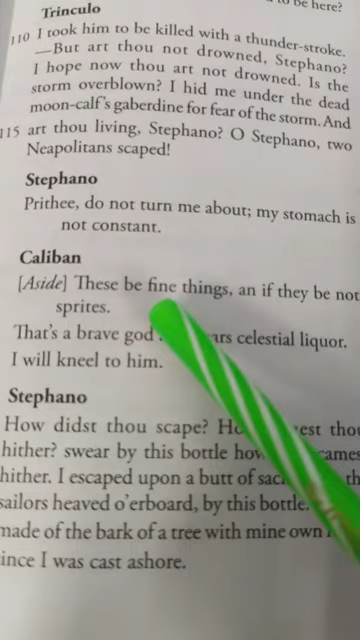 to be here?
Trinculo
110 I took him to be killed with a thunder-stroke.
—But art thou not drowned, Stephano?
I hope now thou art not drowned. Is the
storm overblown? I hid me under the dead
moon-calf's gaberdine for fear of the storm. And
115 art thou living, Stephano? O Stephano, two
Neapolitans scaped!
Stephano
Prithee, do not turn me about; my stomach is
not constant.
Caliban
[Aside] These be fine things, an if they be not
sprites.
That's a brave god liquor.
I will kneel to him.
Stephano
How didst thou scape?
hither? swear by this bottle
hither. I escaped upon a butt of
sailors heaved o'erboard, by this bottle
made of the bark of a tree with mine own
ince I was cast ashore.